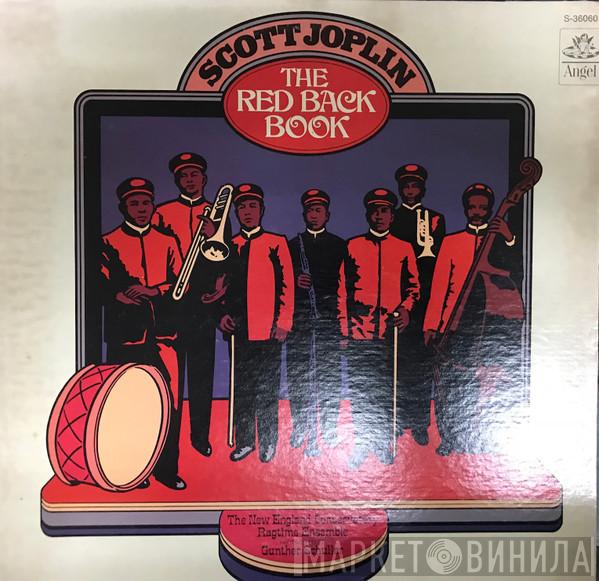 S-36060
Angel
SCOTT JOPLIN
THE
RED BACK
BOOK
The New England Conservatory
Ragtime Ensemble
Gunther Schuller
МАРКЕТ ВИНИЛА